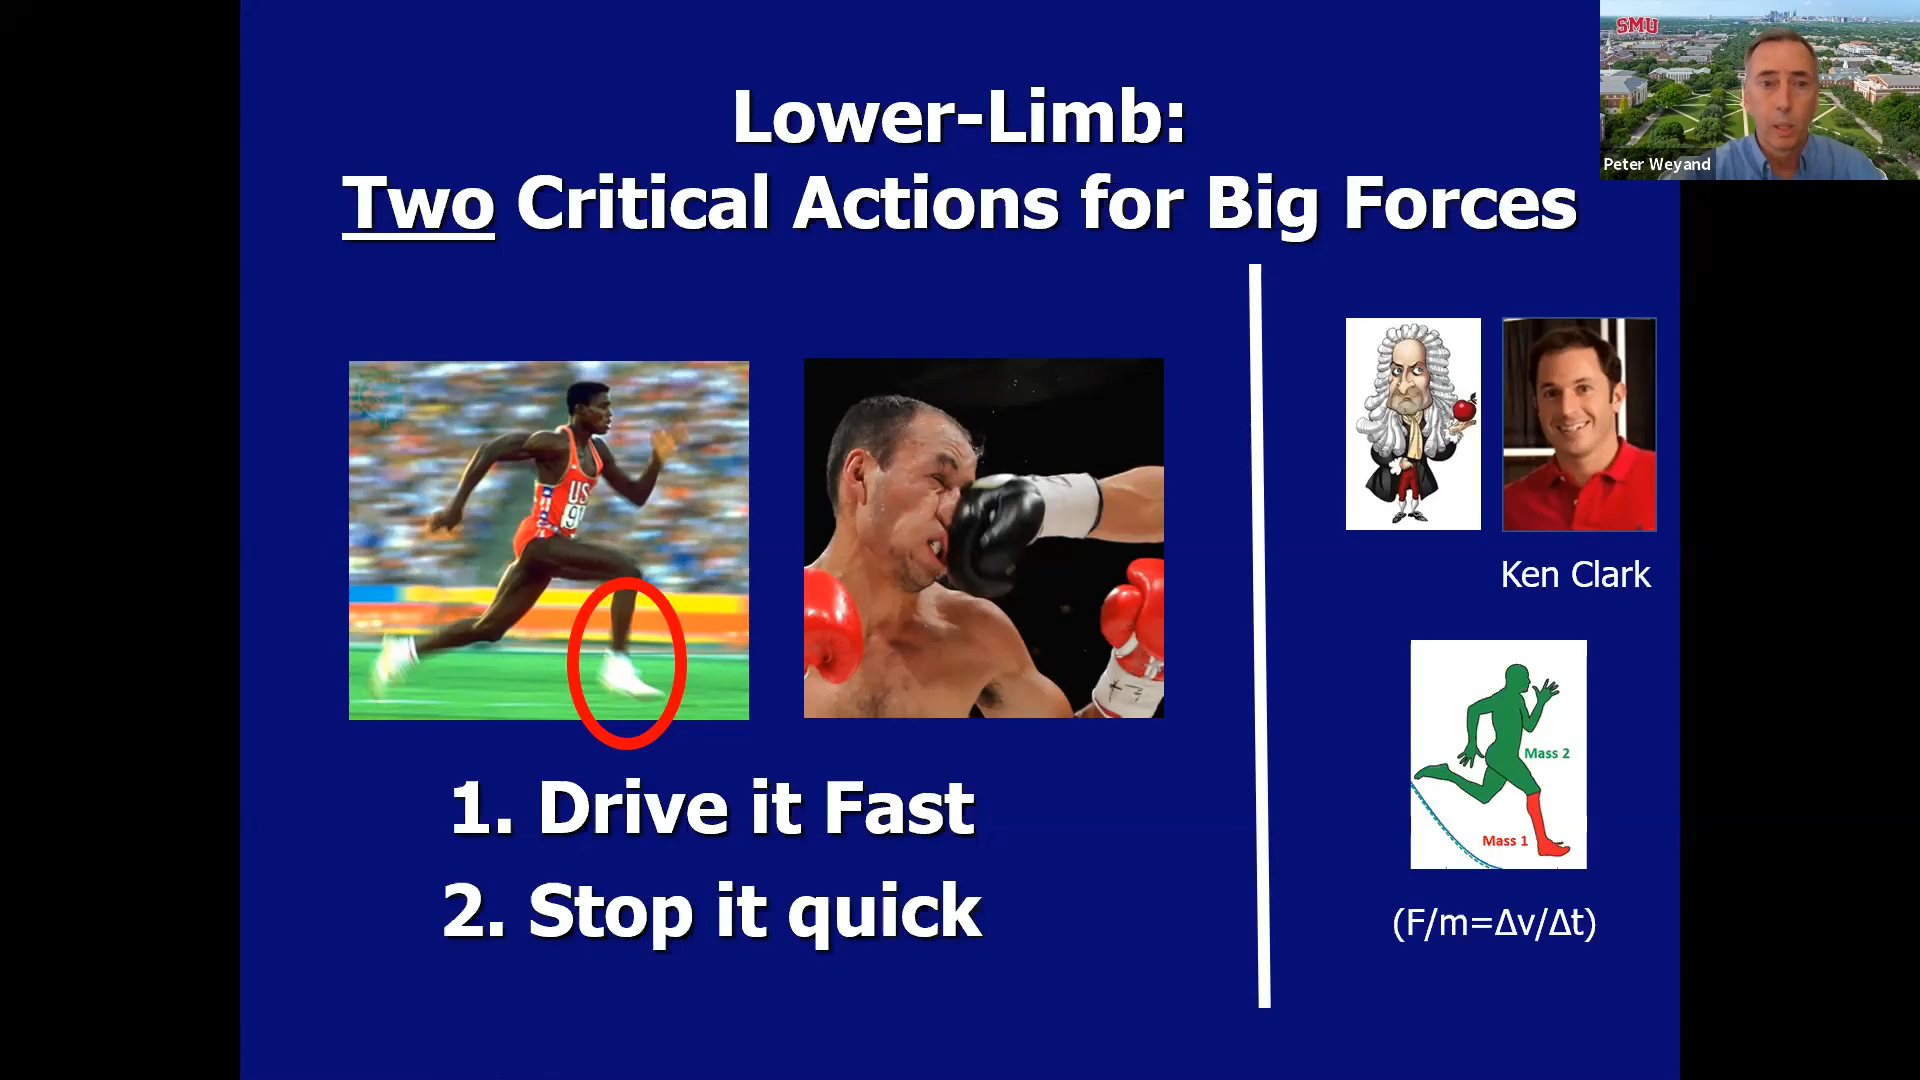 SMU
Peter Weyand
Lower-Limb:
Two Critical Actions for Big Forces
US
1. Drive it Fast
2. Stop it quick
Ken Clark
Mass 2
Mass 1
(F/m=Δv/Δt)